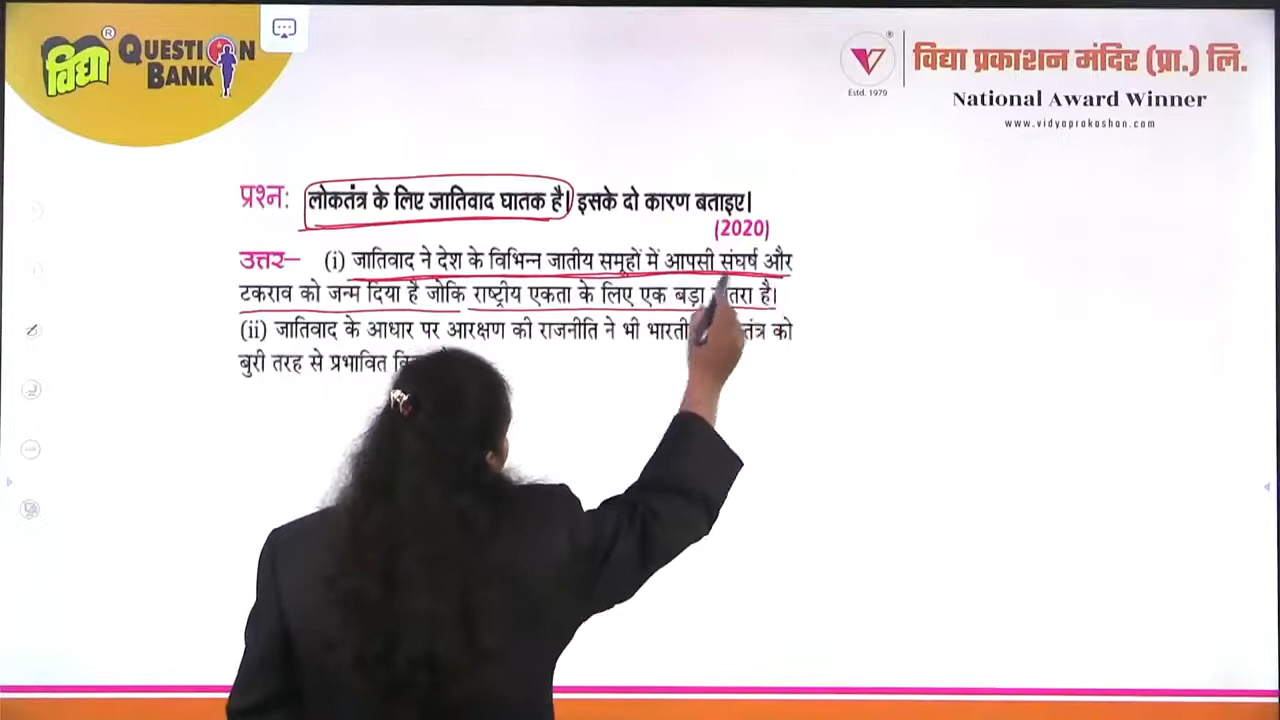 विद्या
QUESTION
BANK
®
Estd. 1979
विद्या प्रकाशन मंदिर (प्रा.) लि.
National Award Winner
www.vidyaprakashan.com
प्रश्न: लोकतंत्र के लिए जातिवाद घातक है। इसके दो कारण बताइए।
(2020)
उत्तर– (i) जातिवाद ने देश के विभिन्न जातीय समूहों में आपसी संघर्ष और
टकराव को जन्म दिया है जोकि राष्ट्रीय एकता के लिए एक बड़ा है।
(ii) जातिवाद के आधार पर आरक्षण की राजनीति ने भी को
बुरी तरह से प्रभावित